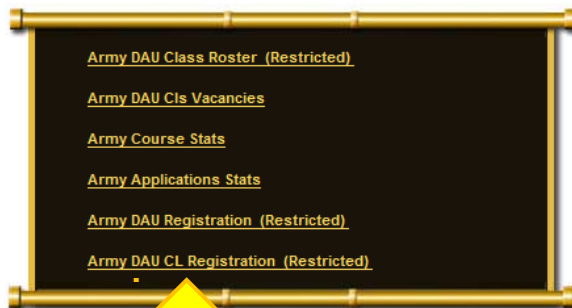 Army DAU Class Roster (Restricted)
Army DAU Cls Vacancies
Army Course Stats
Army Applications Stats
Army DAU Registration (Restricted)
Army DAU CL Registration (Restricted)